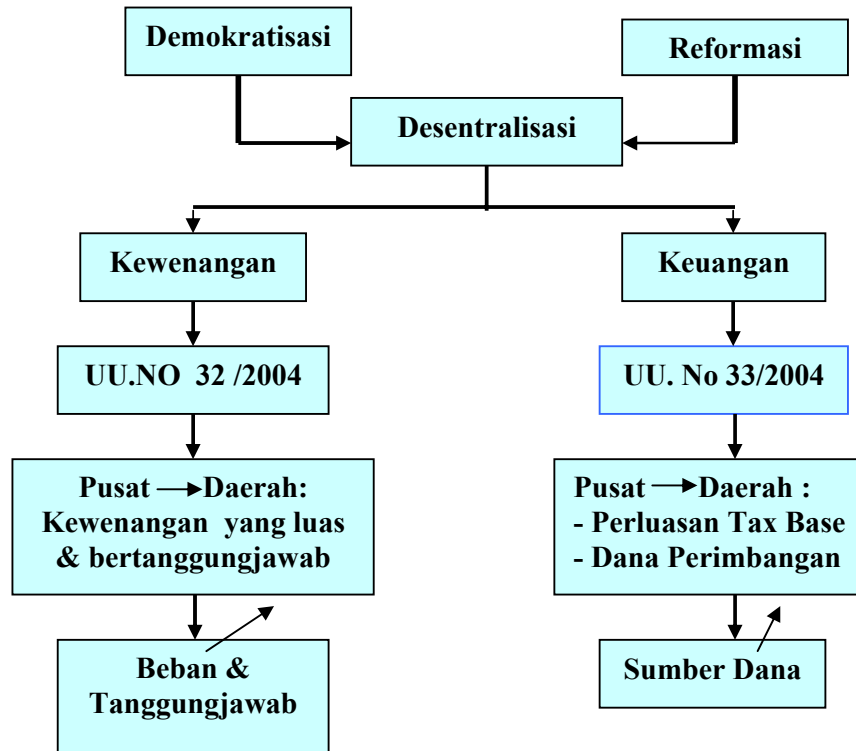 Demokratisasi
Reformasi
Desentralisasi
Kewenangan
Keuangan
UU.NO 32 /2004
UU. No 33/2004
Pusat → Daerah:
Kewenangan yang luas
& bertanggungjawab
Pusat → Daerah :
- Perluasan Tax Base
- Dana Perimbangan
Beban &
Tanggungjawab
Sumber Dana